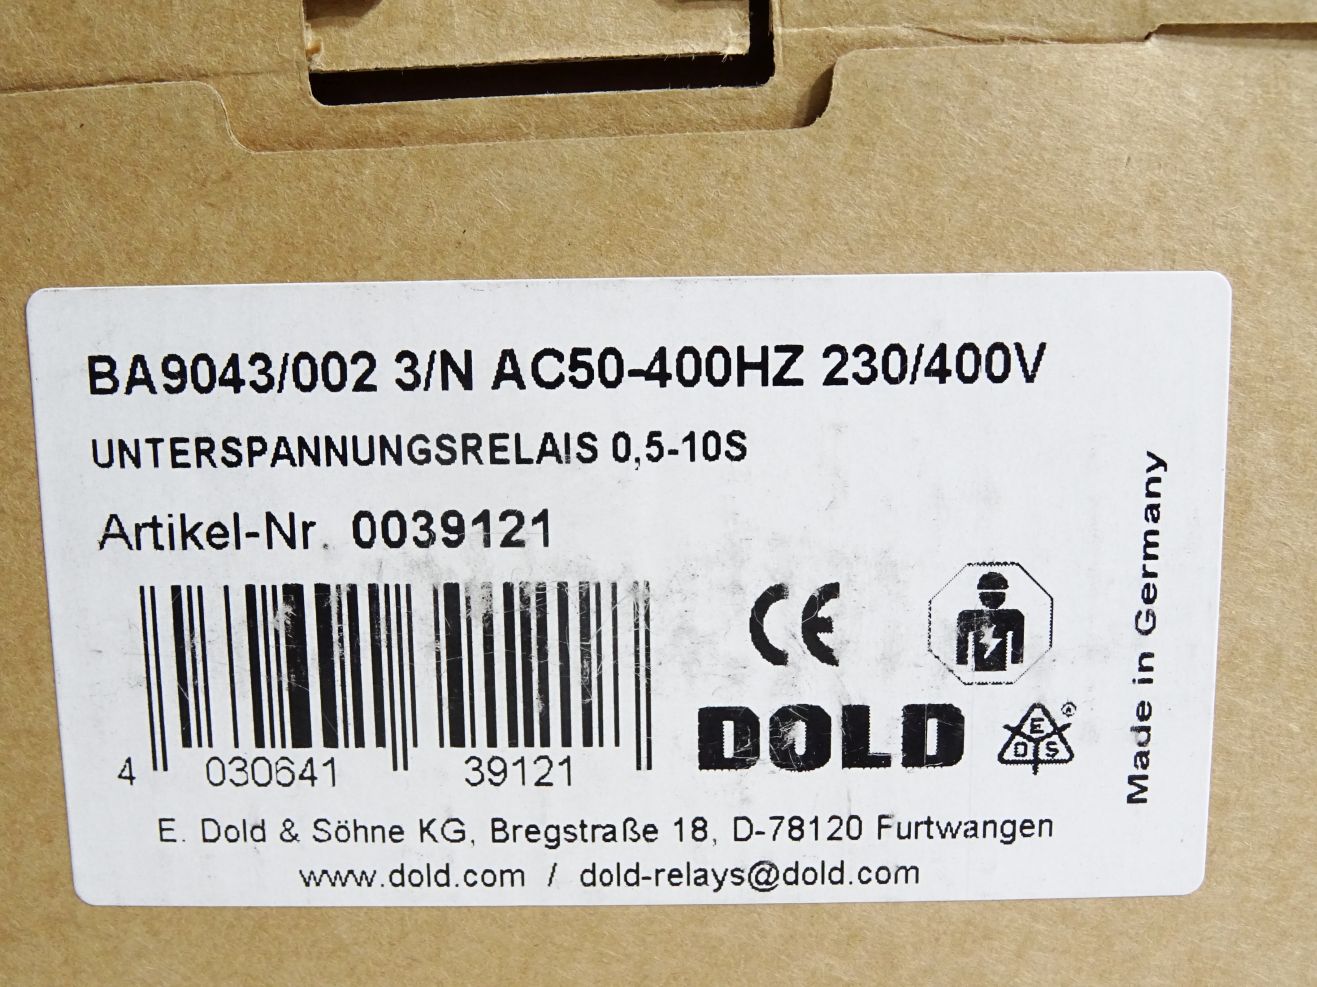 BA9043/002 3/N AC50-400HZ 230/400V
UNTERSPANNUNGSRELAIS 0,5-10S
Artikel-Nr. 0039121
4 030641 39121
CE
DOLD
E
D S
®
E. Dold & Söhne KG, Bregstraße 18, D-78120 Furtwangen
www.dold.com / dold-relays@dold.com
Made in Germany